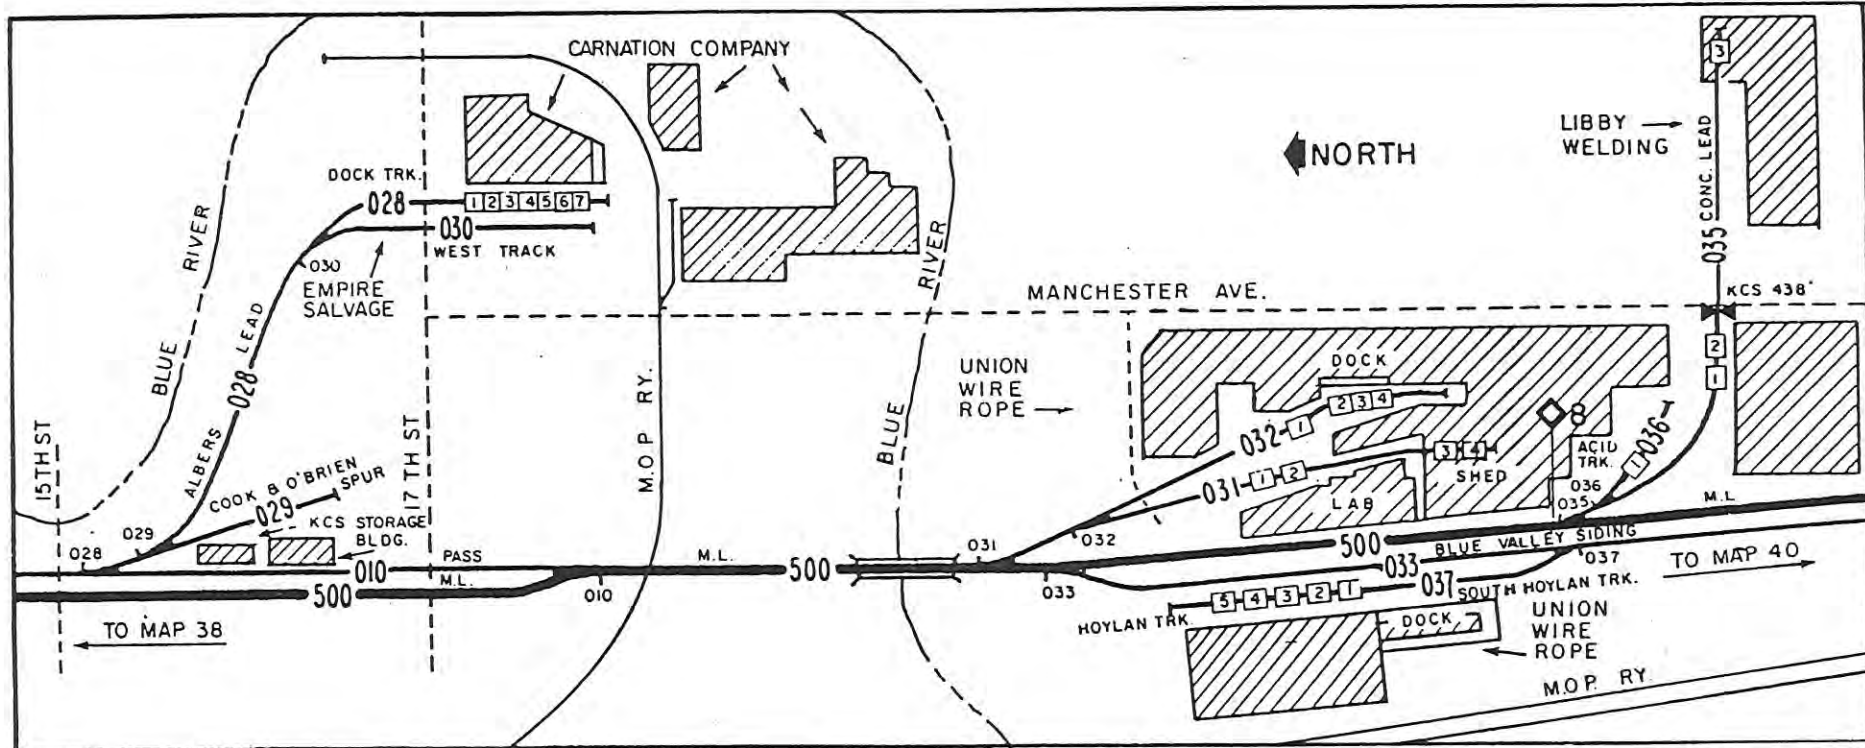 CARNATION COMPANY
3
LIBBY
WELDING
NORTH
035 CONC. LEAD
DOCK TRK.
028
1 2 3 4 5 6 7
030
WEST TRACK
030
EMPIRE
SALVAGE
BLUE RIVER
BLUE RIVER
MANCHESTER AVE.
KCS 438'
028 LEAD
ALBERS
15TH ST
17TH ST
M.O.P. RY.
UNION
WIRE
ROPE
DOCK
2 3 4
1
032
2
1
8
ACID
TRK.
1 036
036
035
M.L.
COOK & O'BRIEN
SPUR
029
029
028
KCS STORAGE
BLDG.
PASS
010
M.L.
500
010
M.L.
500
031
032
033
031
1 2
3 4
SHED
LAB
500
BLUE VALLEY SIDING
033
037
TO MAP 40
037
SOUTH HOYLAN TRK.
5 4 3 2 1
HOYLAN TRK.
DOCK
UNION
WIRE
ROPE
M.O.P. RY.
TO MAP 38